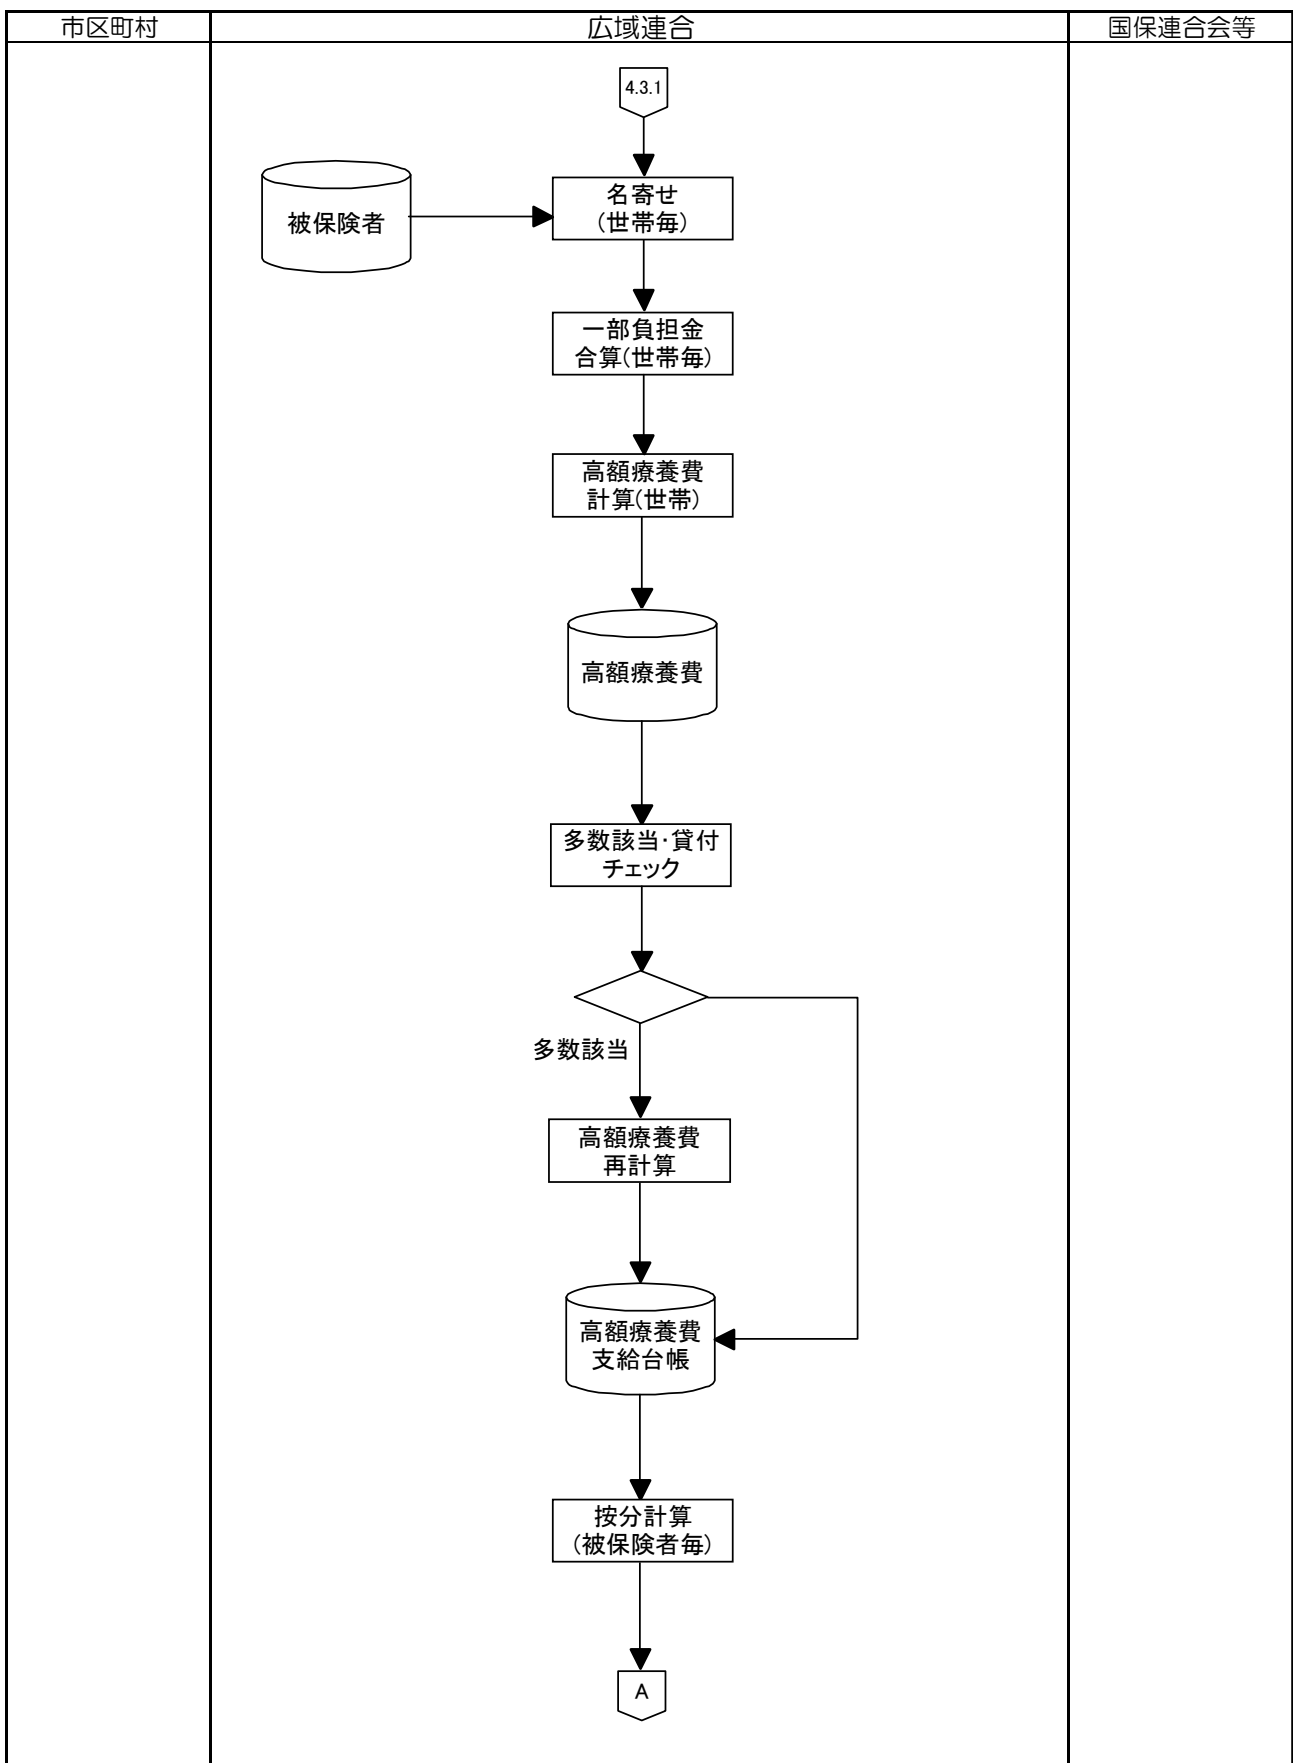 市区町村
広域連合
国保連合会等
4.3.1
被保険者
名寄せ
(世帯毎)
一部負担金
合算(世帯毎)
高額療養費
計算(世帯)
高額療養費
多数該当・貸付
チェック
多数該当
高額療養費
再計算
高額療養費
支給台帳
按分計算
(被保険者毎)
A